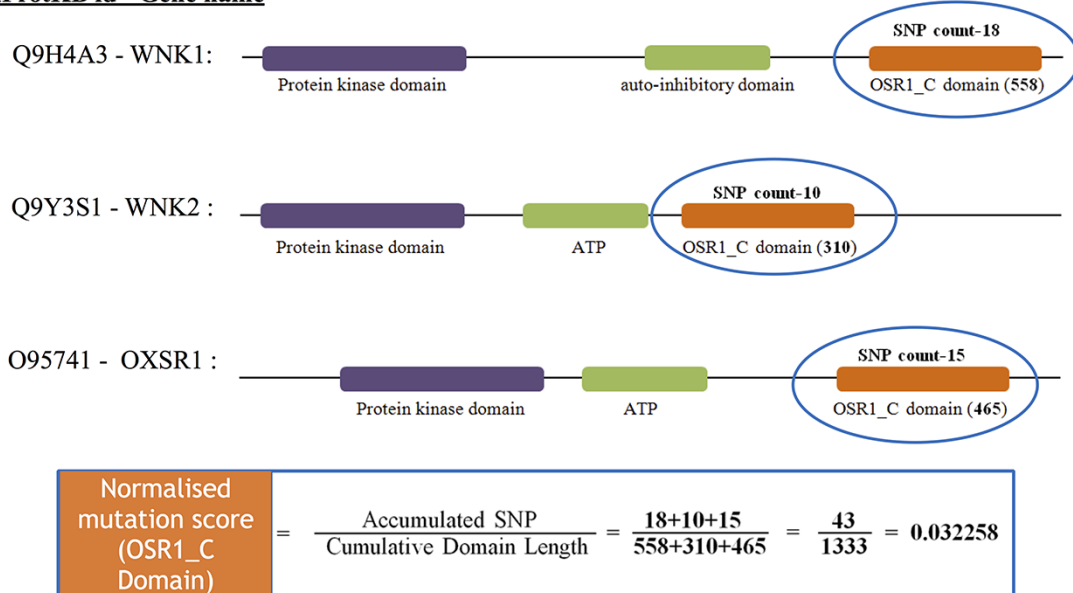 id - Gene name
SNP count-18
Q9H4A3 - WNK1:
Protein kinase domain
auto-inhibitory domain
OSR1_C domain (558)
SNP count-10
Q9Y3S1 - WNK2 :
Protein kinase domain
ATP
OSR1_C domain (310)
SNP count-15
O95741 - OXSR1 :
Protein kinase domain
ATP
OSR1_C domain (465)
Normalised
mutation score
(OSR1_C
Domain)
= Accumulated SNP / Cumulative Domain Length = 18+10+15 / 558+310+465 = 43 / 1333 = 0.032258